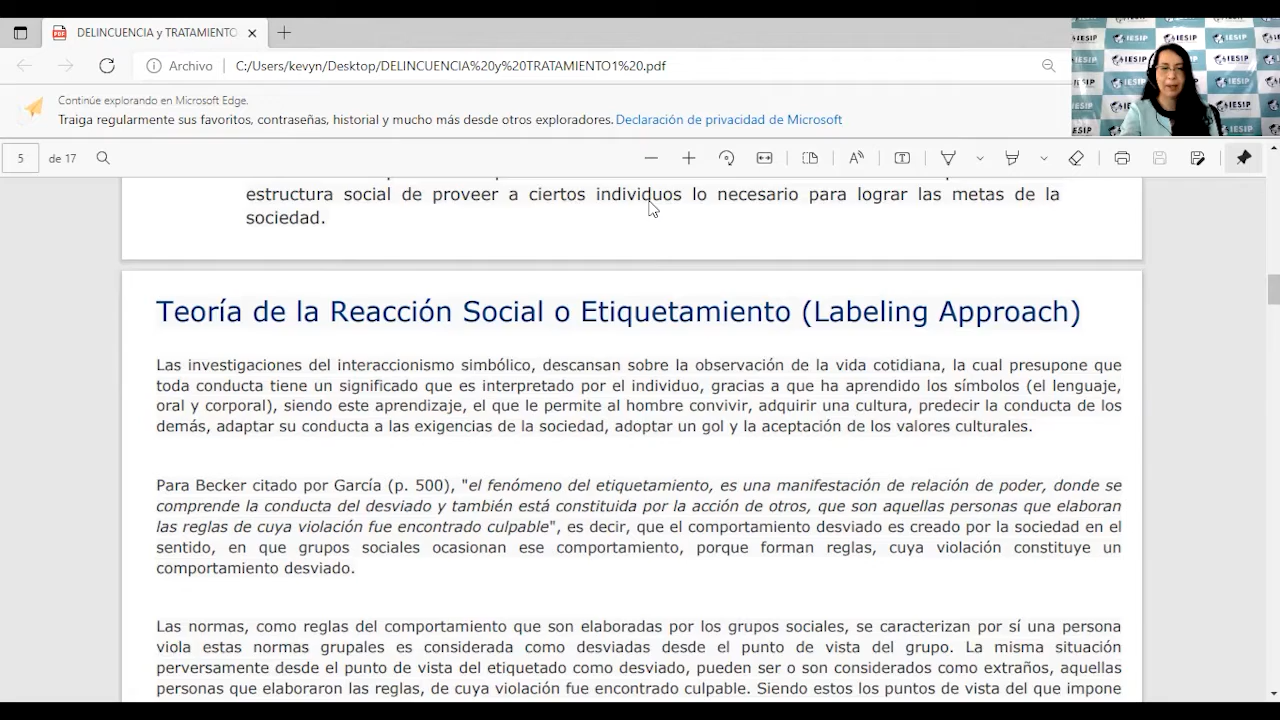 DELINCUENCIA y TRATAMIENTO
Archivo
C:/Users/kevyn/Desktop/DELINCUENCIA%20y%20TRATAMIENTO1%20.pdf
Continúe explorando en Microsoft Edge.
Traiga regularmente sus favoritos, contraseñas, historial y mucho más desde otros exploradores. Declaración de privacidad de Microsoft
5 de 17
estructura social de proveer a ciertos individuos lo necesario para lograr las metas de la
sociedad.
Teoría de la Reacción Social o Etiquetamiento (Labeling Approach)
Las investigaciones del interaccionismo simbólico, descansan sobre la observación de la vida cotidiana, la cual presupone que
toda conducta tiene un significado que es interpretado por el individuo, gracias a que ha aprendido los símbolos (el lenguaje,
oral y corporal), siendo este aprendizaje, el que le permite al hombre convivir, adquirir una cultura, predecir la conducta de los
demás, adaptar su conducta a las exigencias de la sociedad, adoptar un gol y la aceptación de los valores culturales.
Para Becker citado por García (p. 500), "el fenómeno del etiquetamiento, es una manifestación de relación de poder, donde se
comprende la conducta del desviado y también está constituida por la acción de otros, que son aquellas personas que elaboran
las reglas de cuya violación fue encontrado culpable", es decir, que el comportamiento desviado es creado por la sociedad en el
sentido, en que grupos sociales ocasionan ese comportamiento, porque forman reglas, cuya violación constituye un
comportamiento desviado.
Las normas, como reglas del comportamiento que son elaboradas por los grupos sociales, se caracterizan por sí una persona
viola estas normas grupales es considerada como desviadas desde el punto de vista del grupo. La misma situación
perversamente desde el punto de vista del etiquetado como desviado, pueden ser o son considerados como extraños, aquellas
personas que elaboraron las reglas, de cuya violación fue encontrado culpable. Siendo estos los puntos de vista del que impone
IESIP
IESIP
IESIP
IESIP
IESIP
IESIP